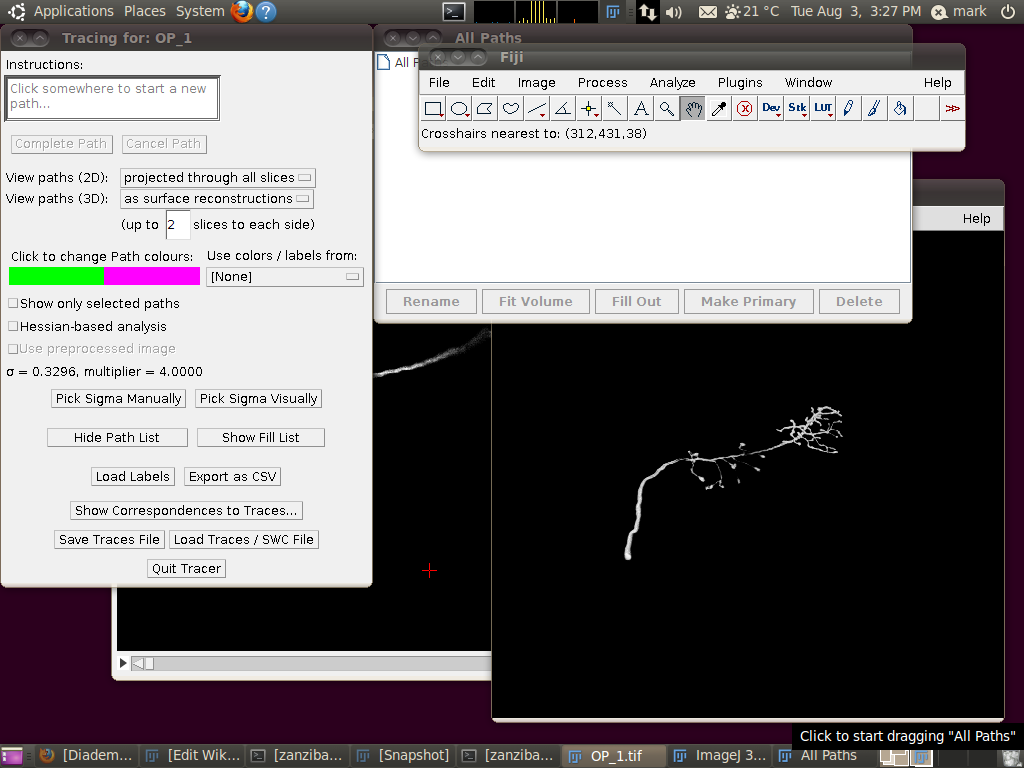 Applications Places System 21 °C Tue Aug 3, 3:27 PM mark
Tracing for: OP_1
Instructions:
Click somewhere to start a new
path...
Complete Path Cancel Path
View paths (2D): projected through all slices
View paths (3D): as surface reconstructions
(up to 2 slices to each side)
Click to change Path colours: Use colors / labels from:
[None]
Show only selected paths
Hessian-based analysis
Use preprocessed image
σ = 0.3296, multiplier = 4.0000
Pick Sigma Manually Pick Sigma Visually
Hide Path List Show Fill List
Load Labels Export as CSV
Show Correspondences to Traces...
Save Traces File Load Traces / SWC File
Quit Tracer
All Paths
All P
Rename Fit Volume Fill Out Make Primary Delete
Fiji
File Edit Image Process Analyze Plugins Window Help
A Dev Stk LUT >>
Crosshairs nearest to: (312,431,38)
Help
Click to start dragging "All Paths"
[Diadem... [Edit Wik... [zanziba... [Snapshot] [zanziba... OP_1.tif ImageJ 3... All Paths